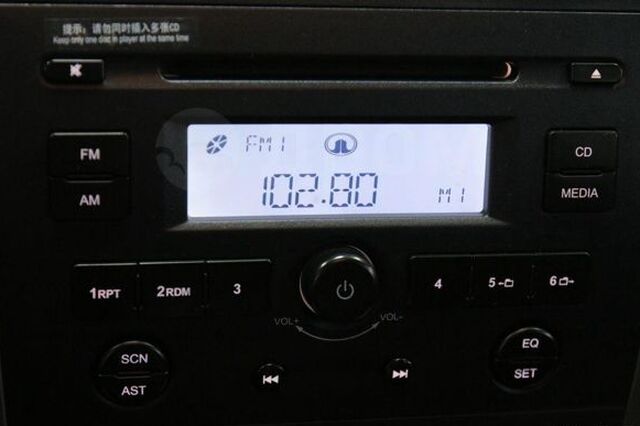 提示：请勿同时插入多张CD
Keep only one disc in player at the same time
FM1
102.80
M1
FM
AM
CD
MEDIA
1RPT
2RDM
3
4
5
6
VOL+
VOL-
SCN
AST
EQ
SET